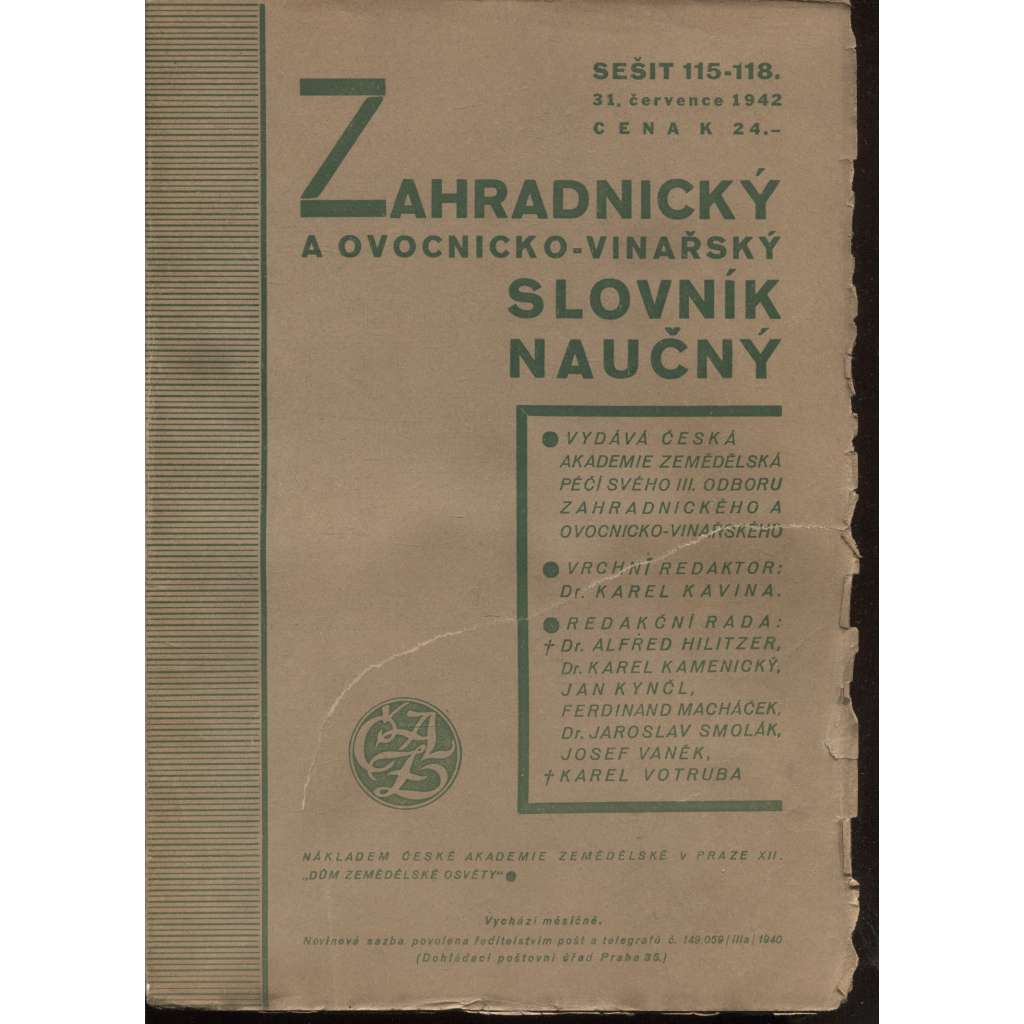 SEŠIT 115-118.
31. července 1942
CENA K 24.–
ZAHRADNICKÝ
A OVOCNICKO-VINAŘSKÝ
SLOVNÍK
NAUČNÝ
● VYDÁVÁ ČESKÁ
AKADEMIE ZEMĚDĚLSKÁ
PÉČÍ SVÉHO III. ODBORU
ZAHRADNICKÉHO A
OVOCNICKO-VINAŘSKÉHO
● VRCHNÍ REDAKTOR:
Dr. KAREL KAVINA.
● REDAKČNÍ RADA:
† Dr. ALFRED HILITZER,
Dr. KAREL KAMENICKÝ,
JAN KYNČL,
FERDINAND MACHÁČEK,
Dr. JAROSLAV SMOLÁK,
JOSEF VANĚK,
† KAREL VOTRUBA
ČAZ
NÁKLADEM ČESKÉ AKADEMIE ZEMĚDĚLSKÉ V PRAZE XII.
„DŮM ZEMĚDĚLSKÉ OSVĚTY“ ●
Vychází měsíčně.
Novinová sazba povolena ředitelstvím pošt a telegrafů č. 149.059/IIIa/1940
(Dohlédací poštovní úřad Praha 35.)